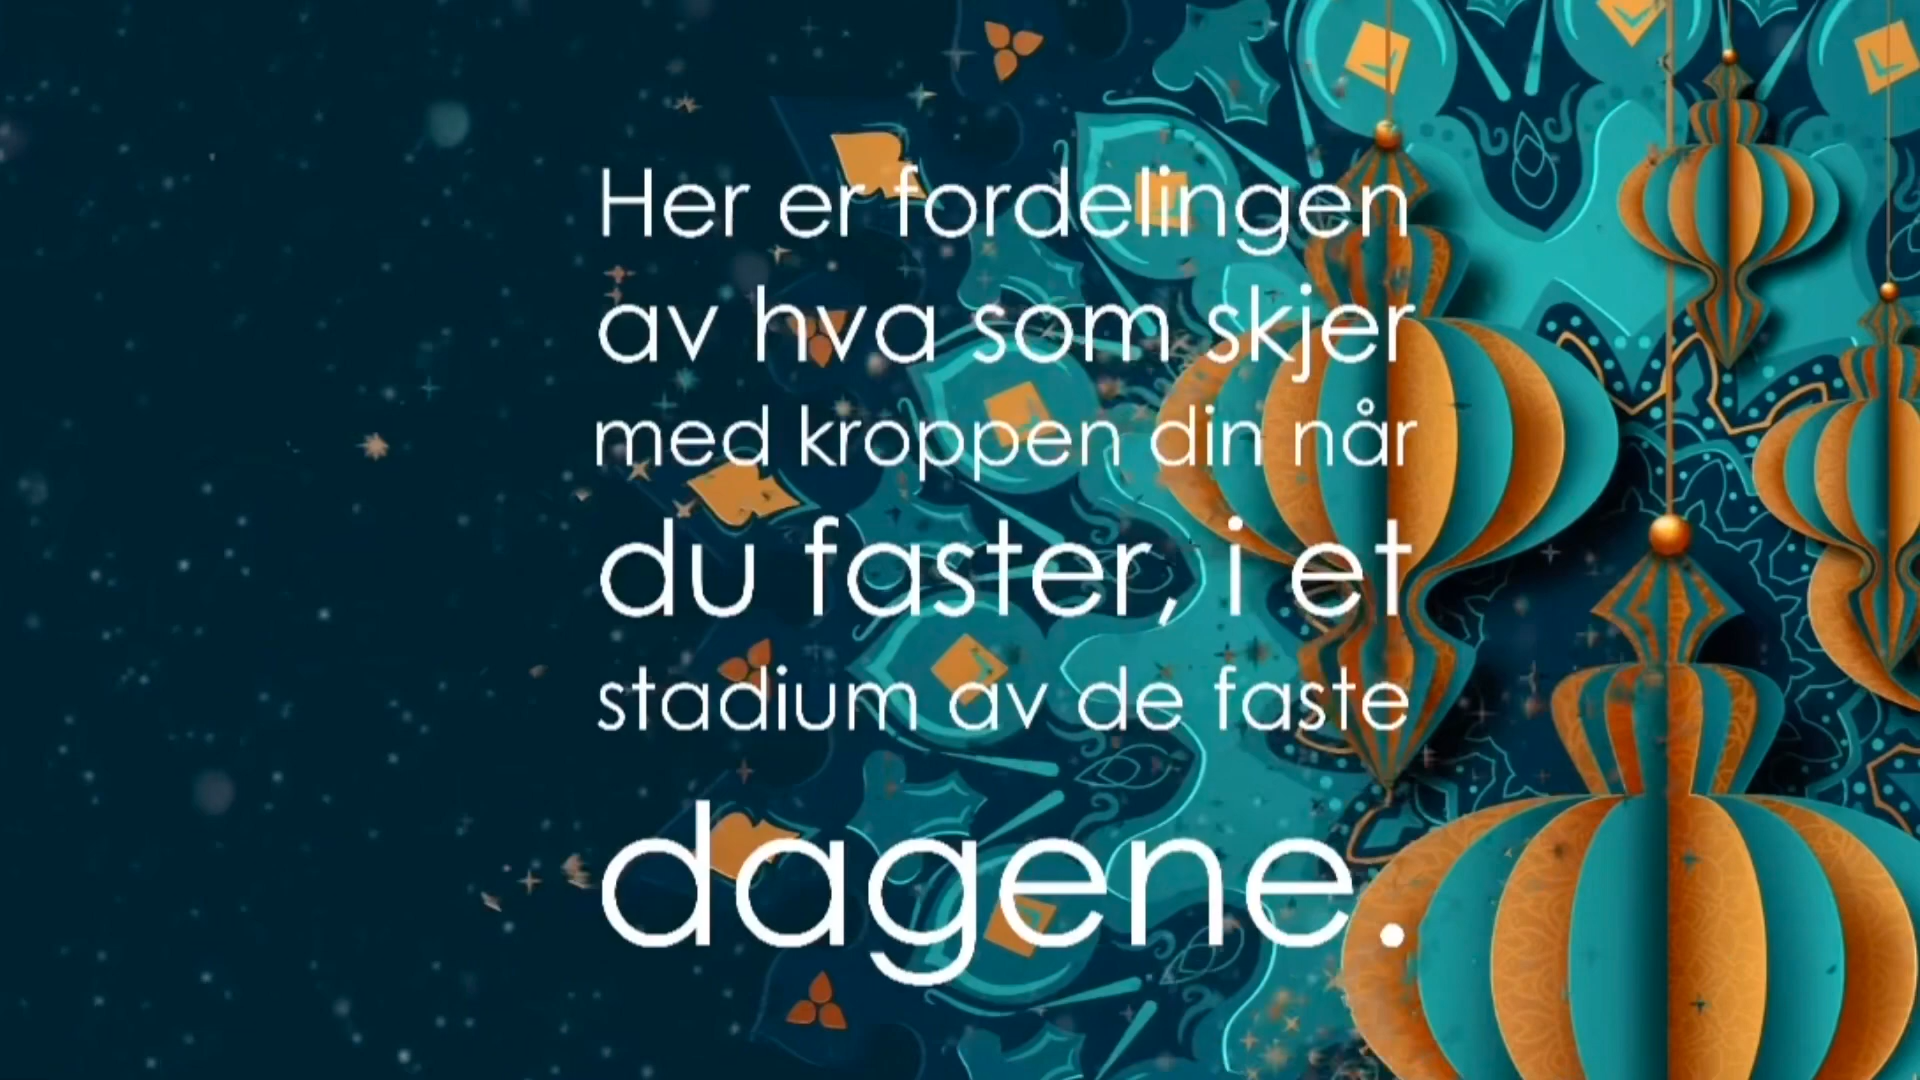 Her er fordelingen
av hva som skjer
med kroppen din når
du faster, i et
stadium av de faste
dagene.